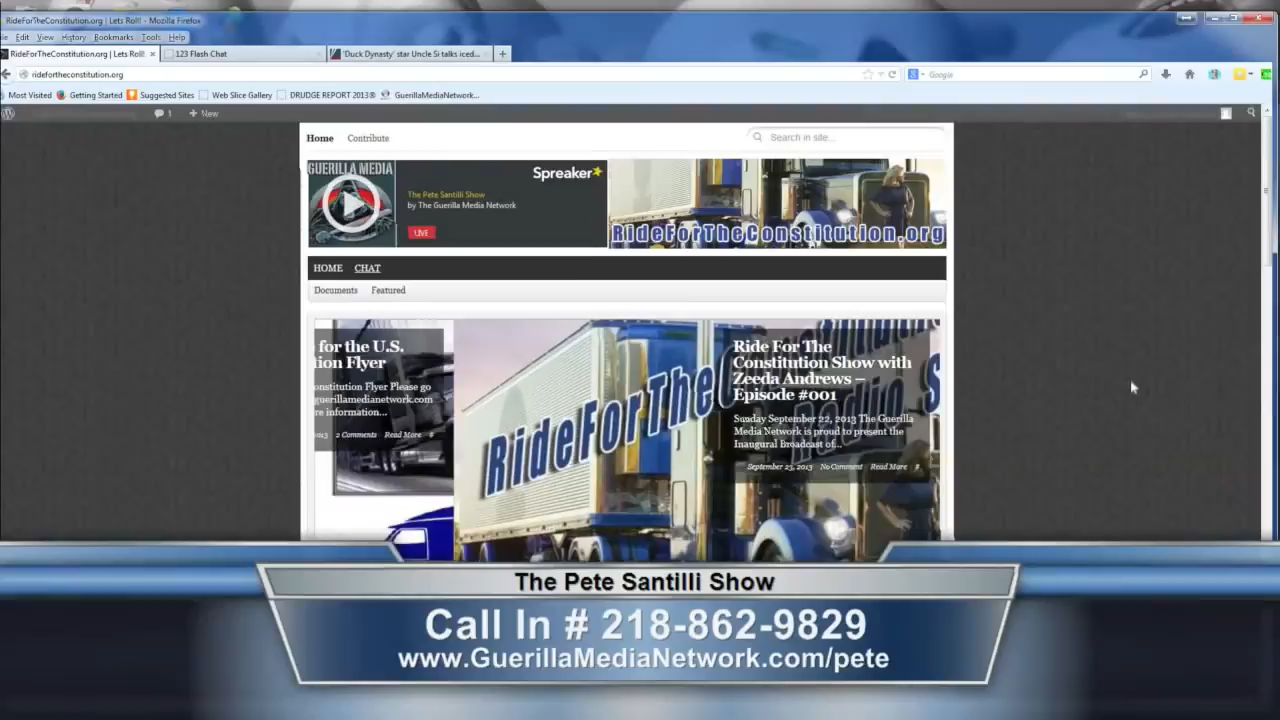 RideForTheConstitution.org | Lets Roll! - Mozilla Firefox
Edit View History Bookmarks Tools Help
RideForTheConstitution.org | Lets Roll! × 123 Flash Chat × 'Duck Dynasty' star Uncle Si talks iced... × +
ridefortheconstitution.org Google
Most Visited Getting Started Suggested Sites Web Slice Gallery DRUDGE REPORT 2013® GuerillaMediaNetwork...
1 + New
Home Contribute Search in site...
GUERILLA MEDIA
Spreaker
The Pete Santilli Show
by The Guerilla Media Network
LIVE
RideForTheConstitution.org
HOME CHAT
Documents Featured
for the U.S.
tion Flyer
onstitution Flyer Please go
guerillamedianetwork.com
re information...
2013 2 Comments Read More #
RideForTheC
Ride For The
Constitution Show with
Zeeda Andrews –
Episode #001
Sunday September 22, 2013 The Guerilla
Media Network is proud to present the
Inaugural Broadcast of...
September 23, 2013 No Comment Read More #
The Pete Santilli Show
Call In # 218-862-9829
www.GuerillaMediaNetwork.com/pete